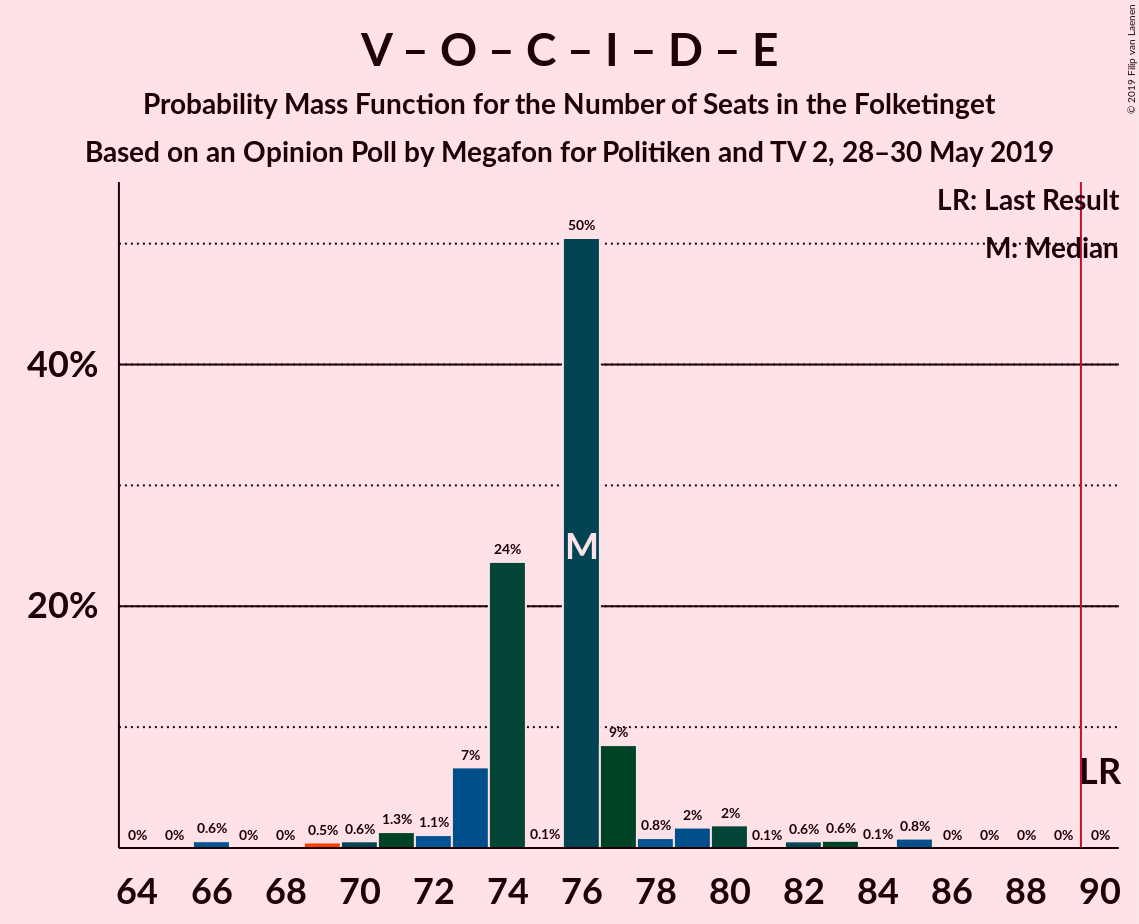 V – O – C – I – D – E
Probability Mass Function for the Number of Seats in the Folketinget
Based on an Opinion Poll by Megafon for Politiken and TV 2, 28–30 May 2019
© 2019 Filip van Laenen
LR: Last Result
M: Median
40%
20%
0% 0% 0.6% 0% 0% 0.5% 0.6% 1.3% 1.1% 7% 24% 0.1% 50% 9% 0.8% 2% 2% 0.1% 0.6% 0.6% 0.1% 0.8% 0% 0% 0% 0% 0%
M
LR
64 66 68 70 72 74 76 78 80 82 84 86 88 90